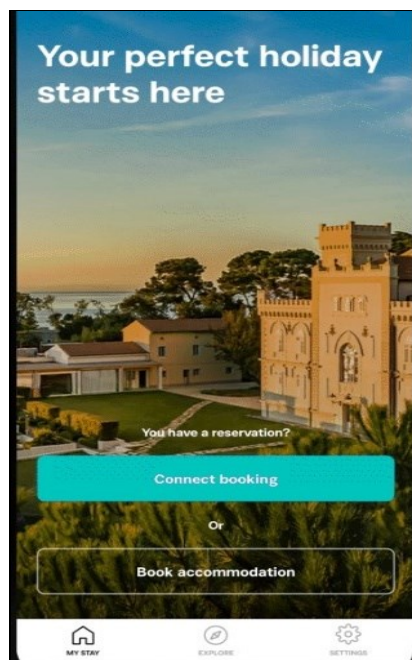 Your perfect holiday
starts here
You have a reservation?
Connect booking
Or
Book accommodation
MY STAY
EXPLORE
SETTINGS